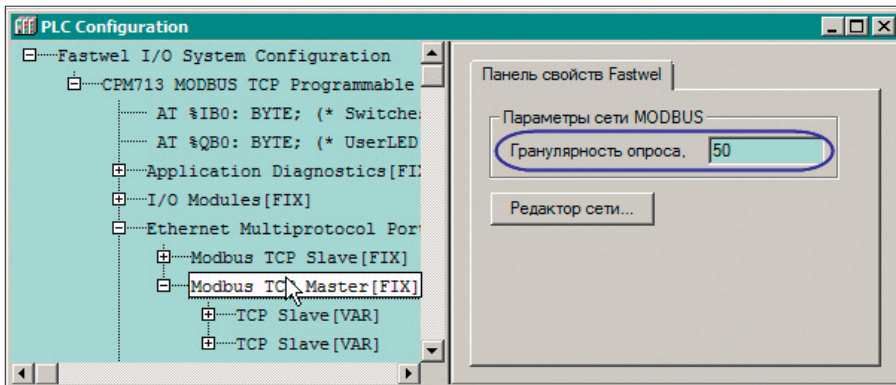 PLC Configuration
Fastwel I/O System Configuration
CPM713 MODBUS TCP Programmable
AT %IB0: BYTE; (* Switche
AT %QB0: BYTE; (* UserLED
Application Diagnostics[FI
I/O Modules[FIX]
Ethernet Multiprotocol Por
Modbus TCP Slave[FIX]
Modbus TCP Master[FIX]
TCP Slave[VAR]
TCP Slave[VAR]
Панель свойств Fastwel
Параметры сети MODBUS
Гранулярность опроса, 50
Редактор сети...